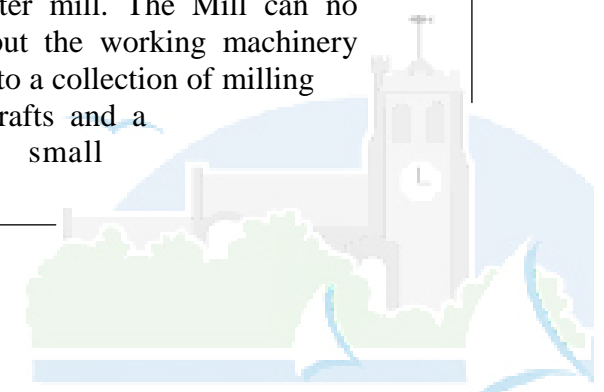 ter mill. The Mill can no
out the working machinery
to a collection of milling
rafts and a
small